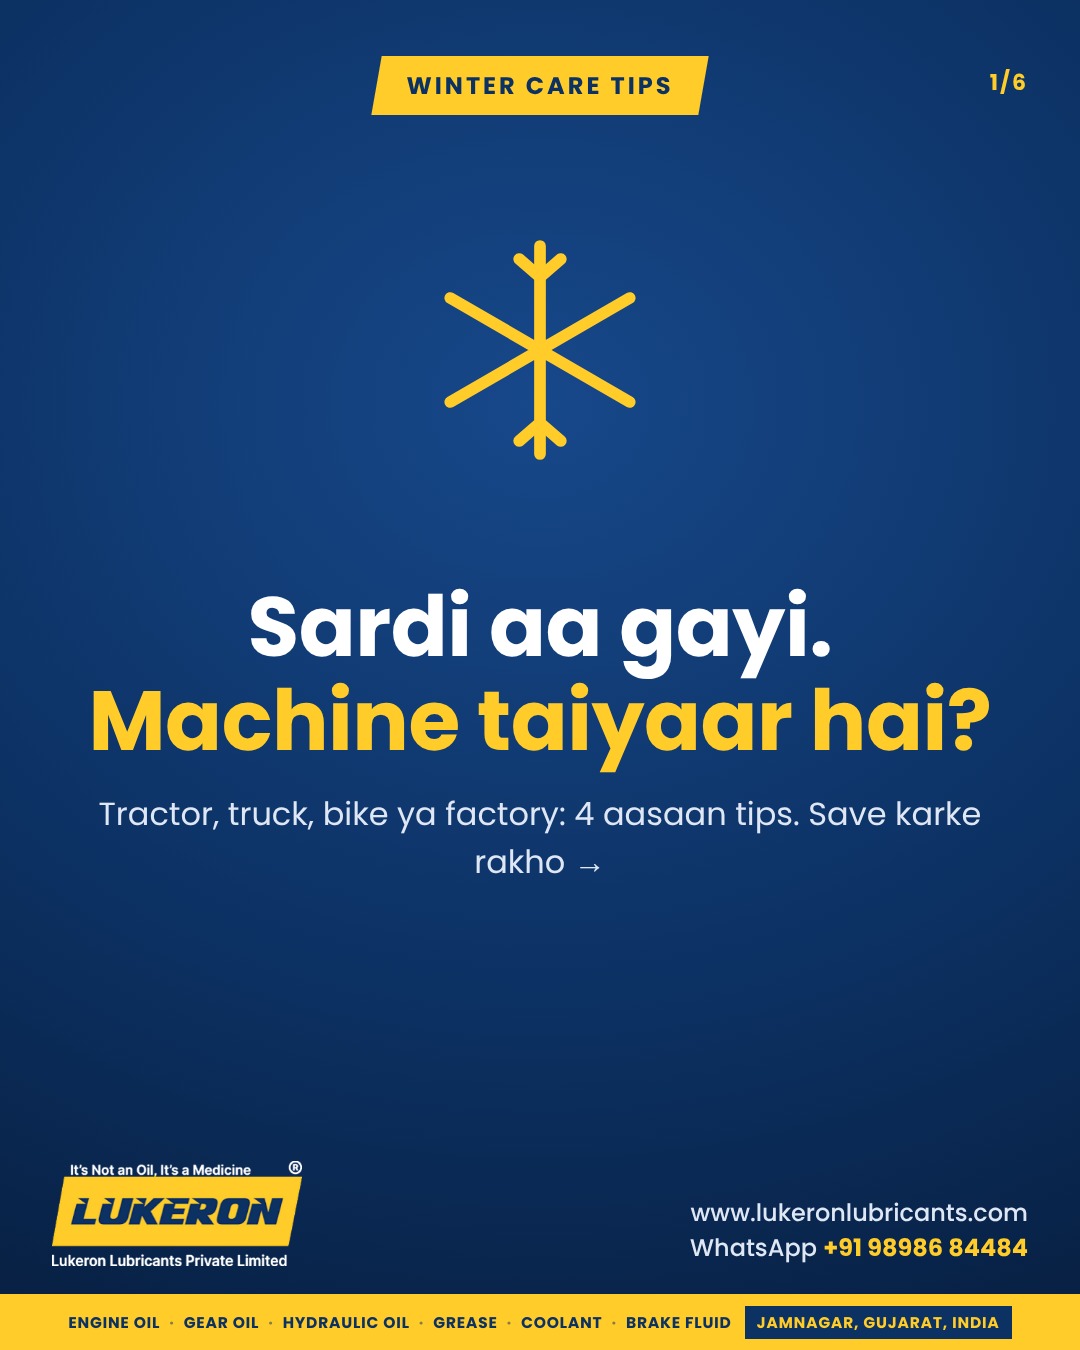 WINTER CARE TIPS
1/6
Sardi aa gayi.
Machine taiyaar hai?
Tractor, truck, bike ya factory: 4 aasaan tips. Save karke
rakho →
It's Not an Oil, It's a Medicine ®
LUKERON
Lukeron Lubricants Private Limited
www.lukeronlubricants.com
WhatsApp +91 98986 84484
ENGINE OIL · GEAR OIL · HYDRAULIC OIL · GREASE · COOLANT · BRAKE FLUID JAMNAGAR, GUJARAT, INDIA